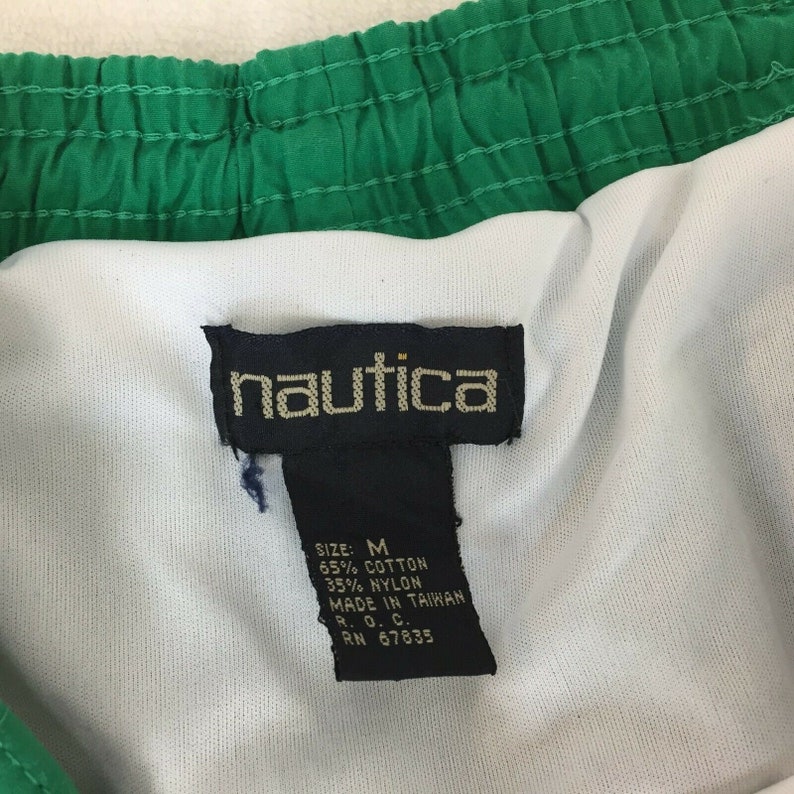 nautica
SIZE: M
65% COTTON
35% NYLON
MADE IN TAIWAN
R. O. C.
RN 67835